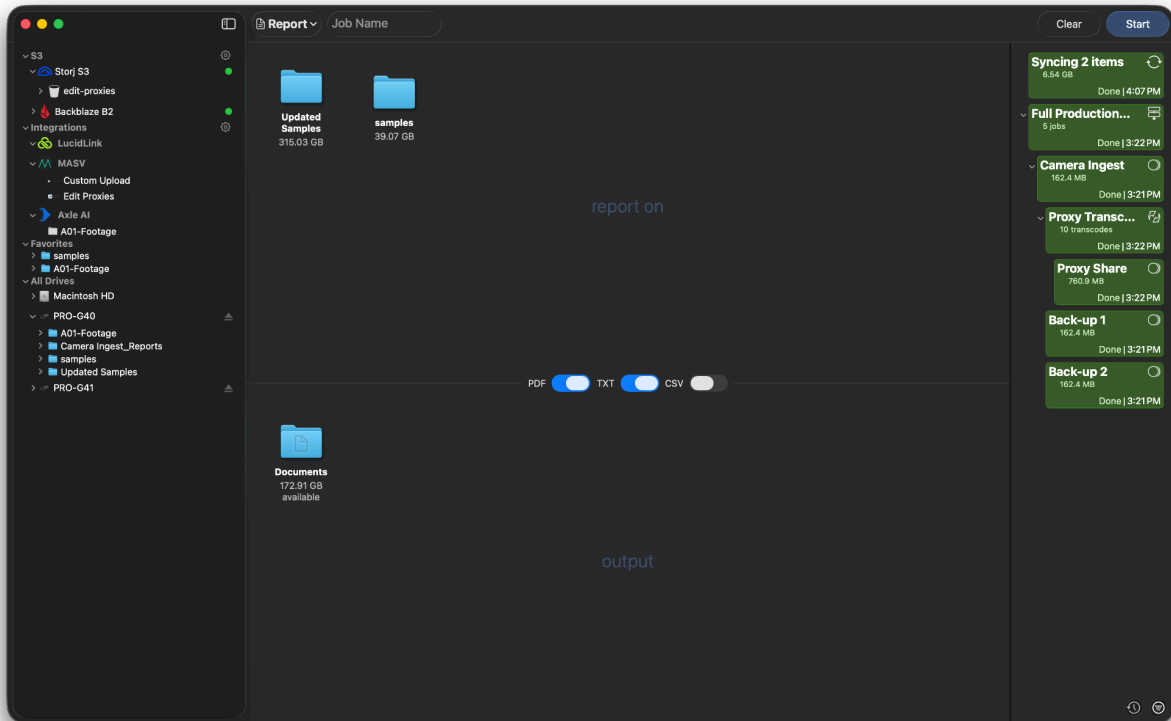 Report
Job Name
Clear
Start
S3
Storj S3
edit-proxies
Backblaze B2
Integrations
LucidLink
MASV
Custom Upload
Edit Proxies
Axle AI
A01-Footage
Favorites
samples
A01-Footage
All Drives
Macintosh HD
PRO-G40
A01-Footage
Camera Ingest_Reports
samples
Updated Samples
PRO-G41
Updated
Samples
315.03 GB
samples
39.07 GB
report on
PDF
TXT
CSV
Documents
172.91 GB
available
output
Syncing 2 items
6.54 GB
Done | 4:07 PM
Full Production...
5 jobs
Done | 3:22 PM
Camera Ingest
162.4 MB
Done | 3:21 PM
Proxy Transc...
10 transcodes
Done | 3:22 PM
Proxy Share
760.9 MB
Done | 3:22 PM
Back-up 1
162.4 MB
Done | 3:21 PM
Back-up 2
162.4 MB
Done | 3:21 PM